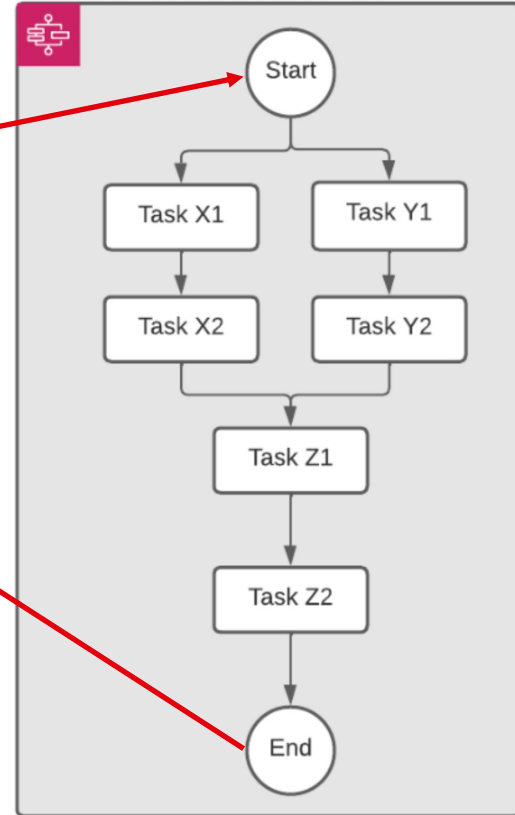 Start
Task X1
Task Y1
Task X2
Task Y2
Task Z1
Task Z2
End